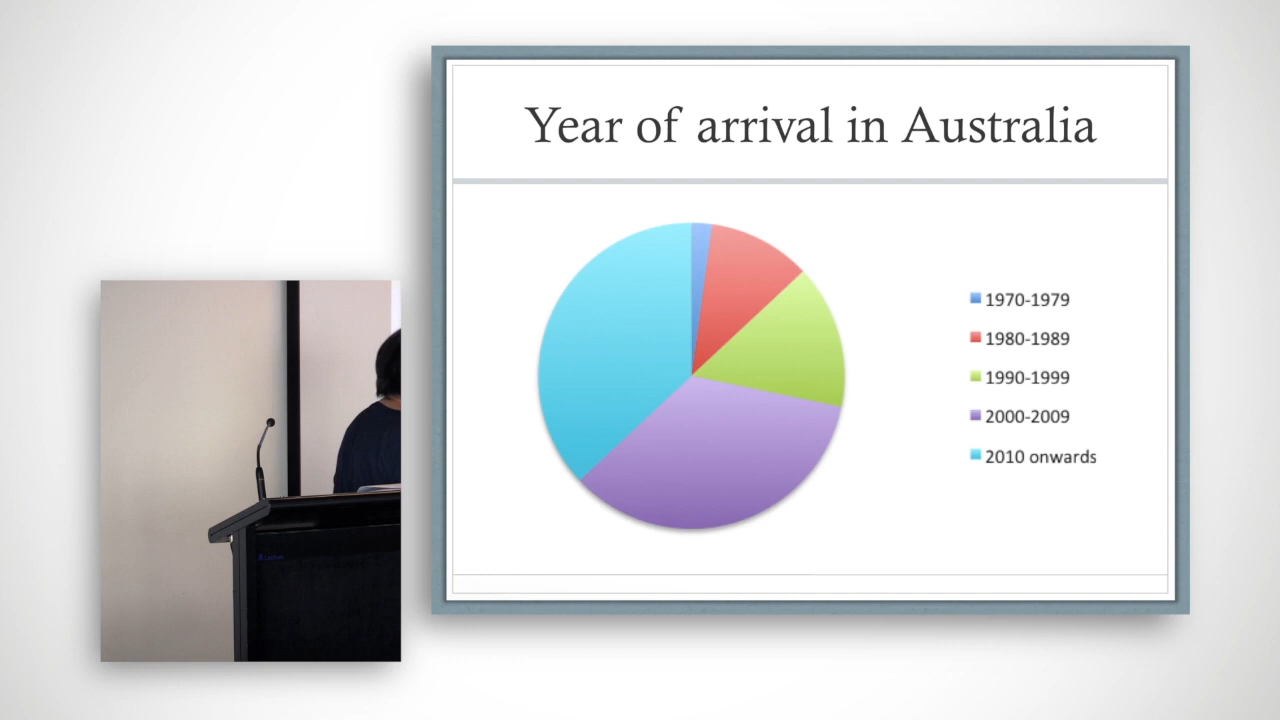 Year of arrival in Australia
1970-1979
1980-1989
1990-1999
2000-2009
2010 onwards